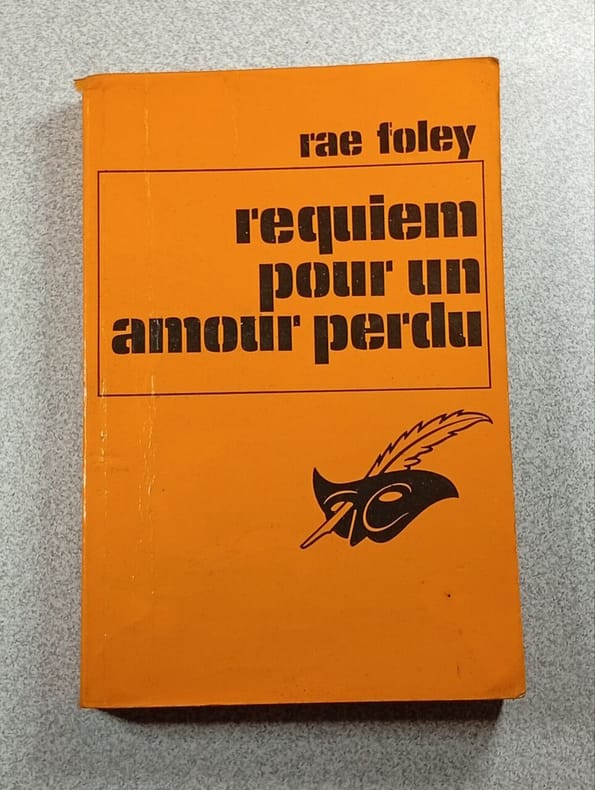 rae foley
requiem
pour un
amour perdu